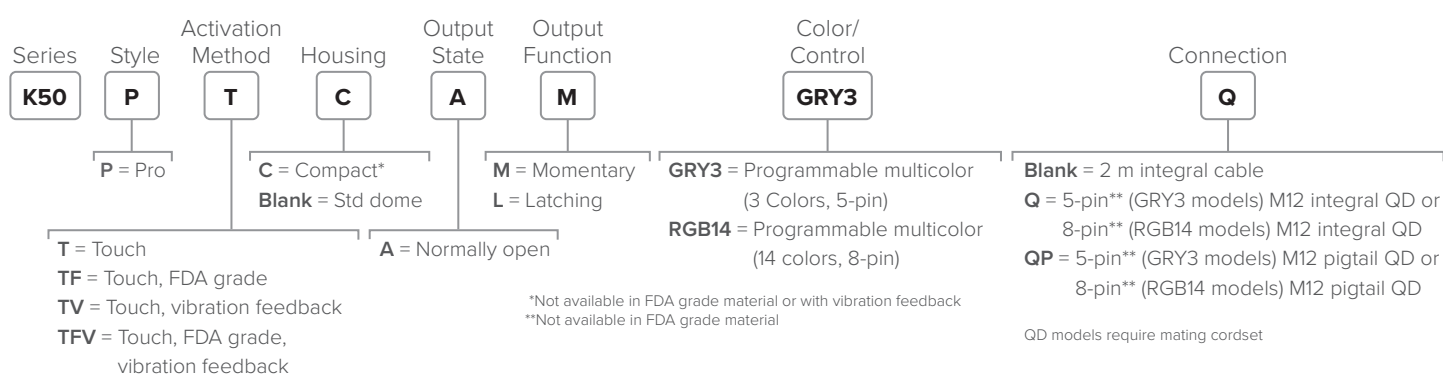 Series
Style
Activation
Method
Housing
Output
State
Output
Function
Color/
Control
Connection
K50
P
T
C
A
M
GRY3
Q
P = Pro
C = Compact*
Blank = Std dome
M = Momentary
L = Latching
GRY3 = Programmable multicolor
(3 Colors, 5-pin)
RGB14 = Programmable multicolor
(14 colors, 8-pin)
Blank = 2 m integral cable
Q = 5-pin** (GRY3 models) M12 integral QD or
8-pin** (RGB14 models) M12 integral QD
QP = 5-pin** (GRY3 models) M12 pigtail QD or
8-pin** (RGB14 models) M12 pigtail QD
T = Touch
TF = Touch, FDA grade
TV = Touch, vibration feedback
TFV = Touch, FDA grade,
vibration feedback
A = Normally open
*Not available in FDA grade material or with vibration feedback
**Not available in FDA grade material
QD models require mating cordset